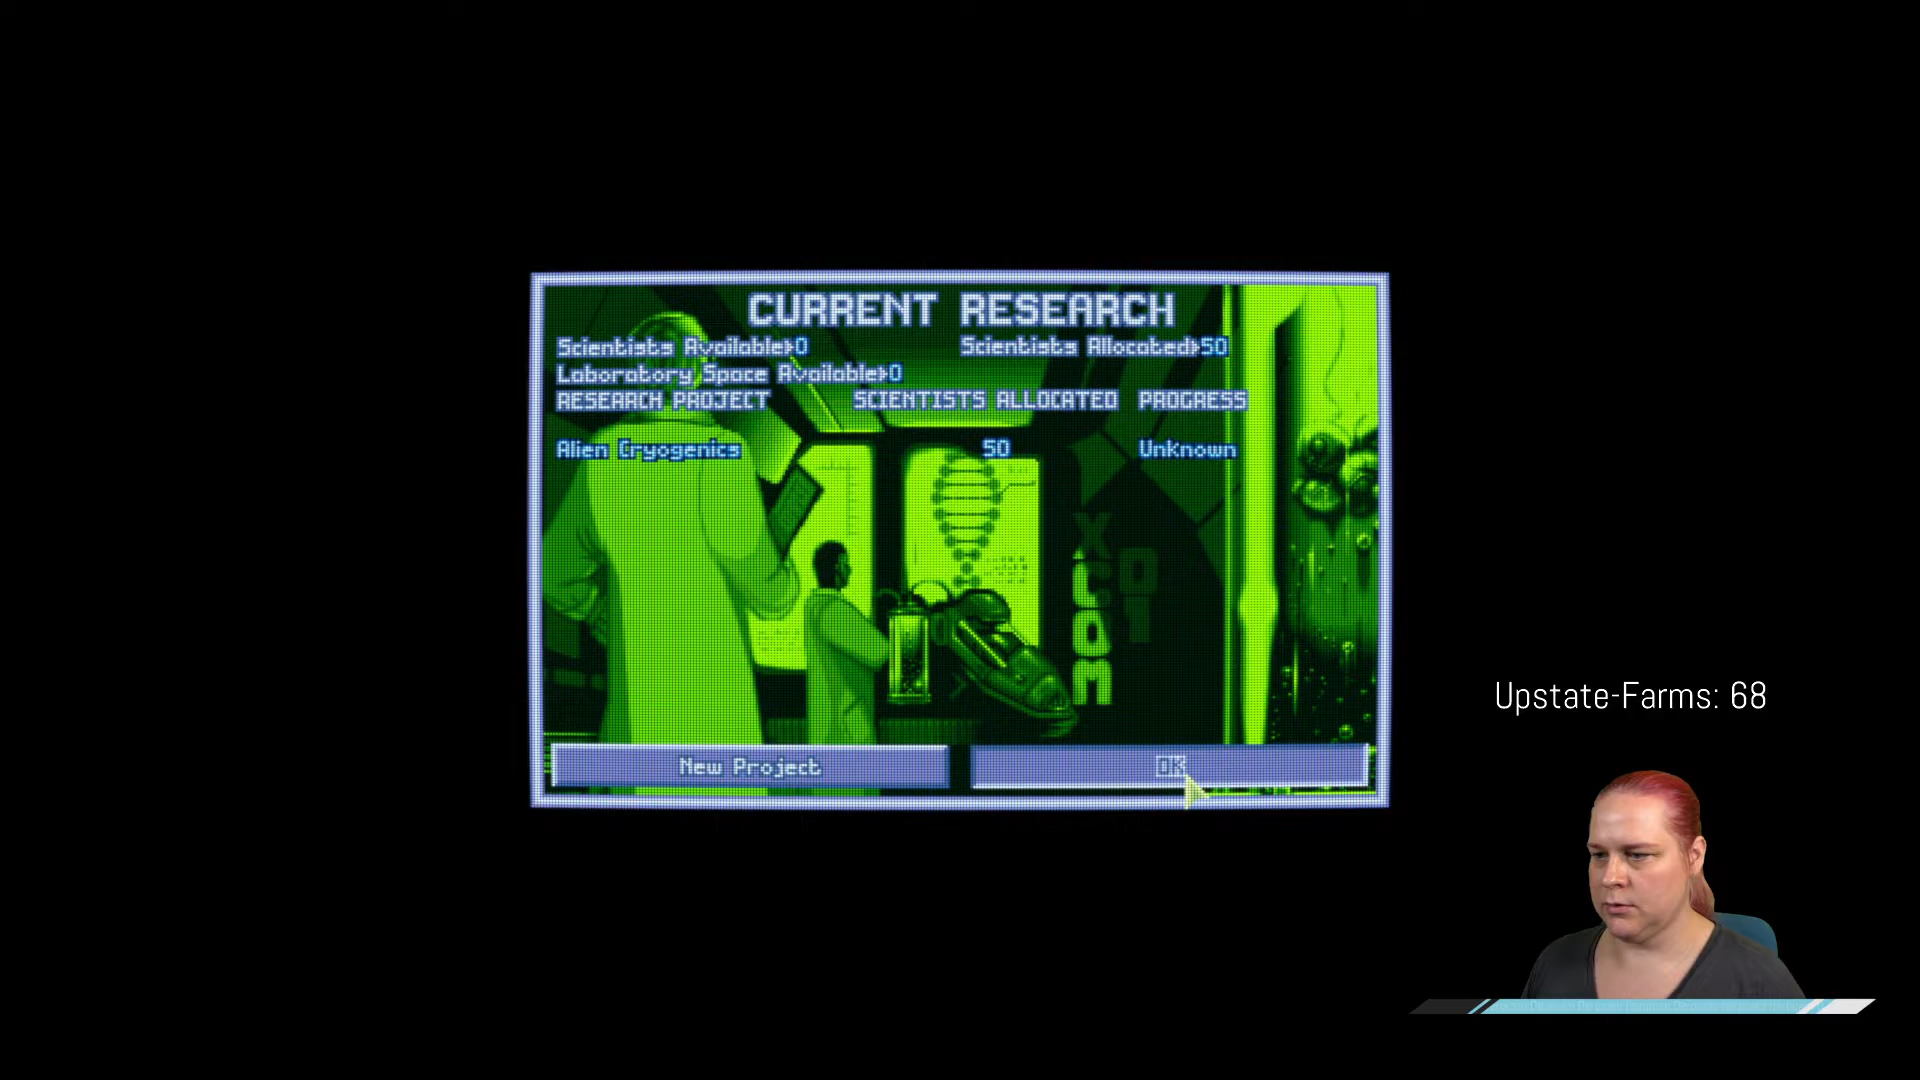 CURRENT RESEARCH
Scientists Available>0 Scientists Allocated>50
Laboratory Space Available>0
RESEARCH PROJECT SCIENTISTS ALLOCATED PROGRESS
Alien Cryogenics 50 Unknown
X
COM
01
New Project OK
Upstate-Farms: 68